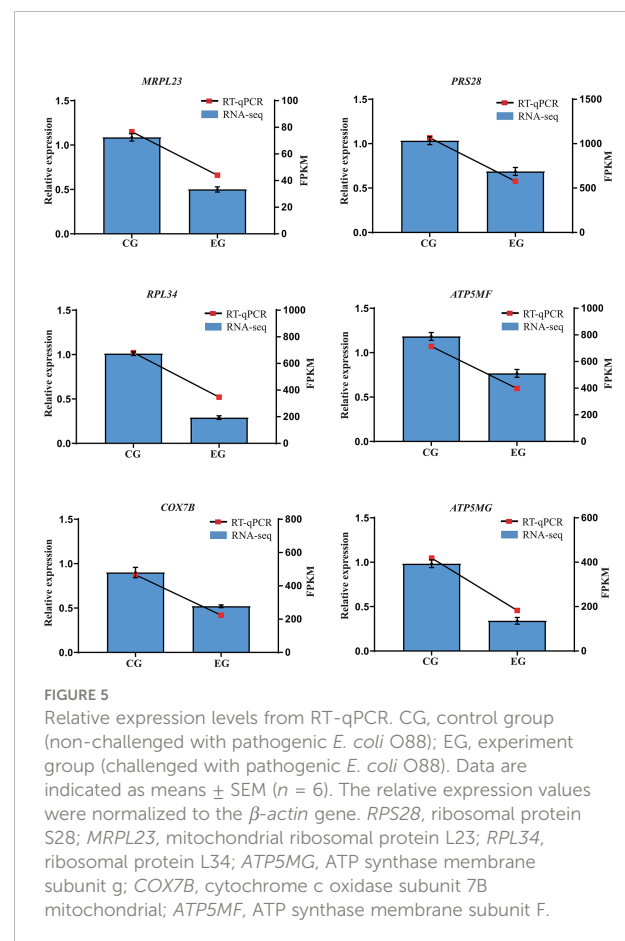 MRPL23
RT-qPCR
RNA-seq
Relative expression
1.5
1.0
0.5
0.0
100
80
60
40
20
0
FPKM
CG
EG
PRS28
RT-qPCR
RNA-seq
Relative expression
1.5
1.0
0.5
0.0
1500
1000
500
0
FPKM
CG
EG
RPL34
RT-qPCR
RNA-seq
Relative expression
1.5
1.0
0.5
0.0
1000
800
600
400
200
0
FPKM
CG
EG
ATP5MF
RT-qPCR
RNA-seq
Relative expression
1.5
1.0
0.5
0.0
1000
800
600
400
200
0
FPKM
CG
EG
COX7B
RT-qPCR
RNA-seq
Relative expression
1.5
1.0
0.5
0.0
800
600
400
200
0
FPKM
CG
EG
ATP5MG
RT-qPCR
RNA-seq
Relative expression
1.5
1.0
0.5
0.0
600
400
200
0
FPKM
CG
EG
FIGURE 5
Relative expression levels from RT-qPCR. CG, control group
(non-challenged with pathogenic E. coli O88); EG, experiment
group (challenged with pathogenic E. coli O88). Data are
indicated as means ± SEM (n = 6). The relative expression values
were normalized to the β-actin gene. RPS28, ribosomal protein
S28; MRPL23, mitochondrial ribosomal protein L23; RPL34,
ribosomal protein L34; ATP5MG, ATP synthase membrane
subunit g; COX7B, cytochrome c oxidase subunit 7B
mitochondrial; ATP5MF, ATP synthase membrane subunit F.